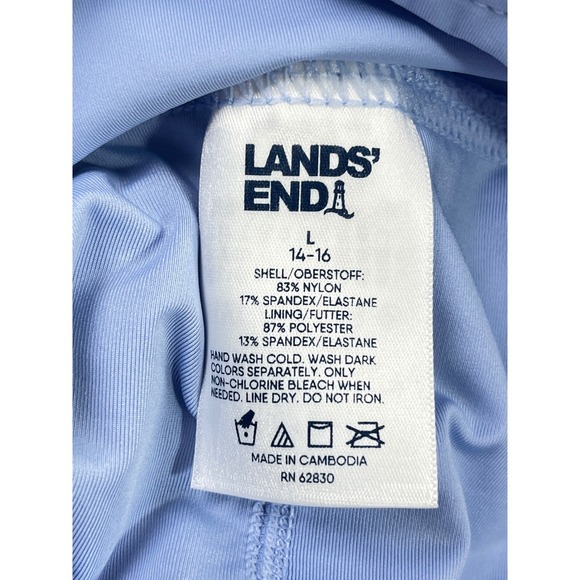 LANDS'
END
L
14-16
SHELL/OBERSTOFF:
83% NYLON
17% SPANDEX/ELASTANE
LINING/FUTTER:
87% POLYESTER
13% SPANDEX/ELASTANE
HAND WASH COLD. WASH DARK
COLORS SEPARATELY. ONLY
NON-CHLORINE BLEACH WHEN
NEEDED. LINE DRY. DO NOT IRON.
MADE IN CAMBODIA
RN 62830